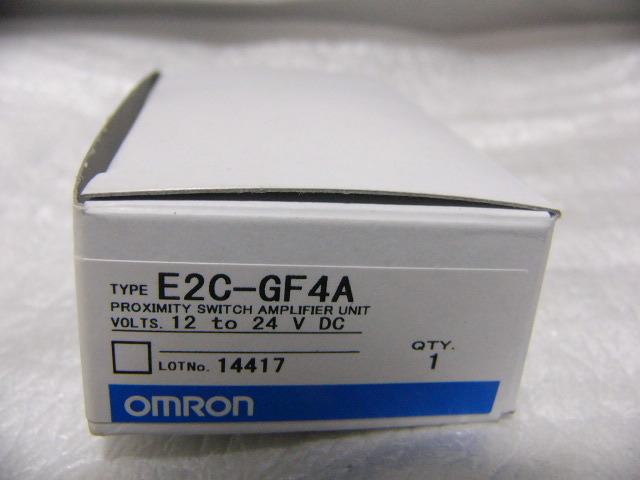 TYPE E2C-GF4A
PROXIMITY SWITCH AMPLIFIER UNIT
VOLTS. 12 to 24 V DC
QTY.
LOTNo. 14417 1
OMRON